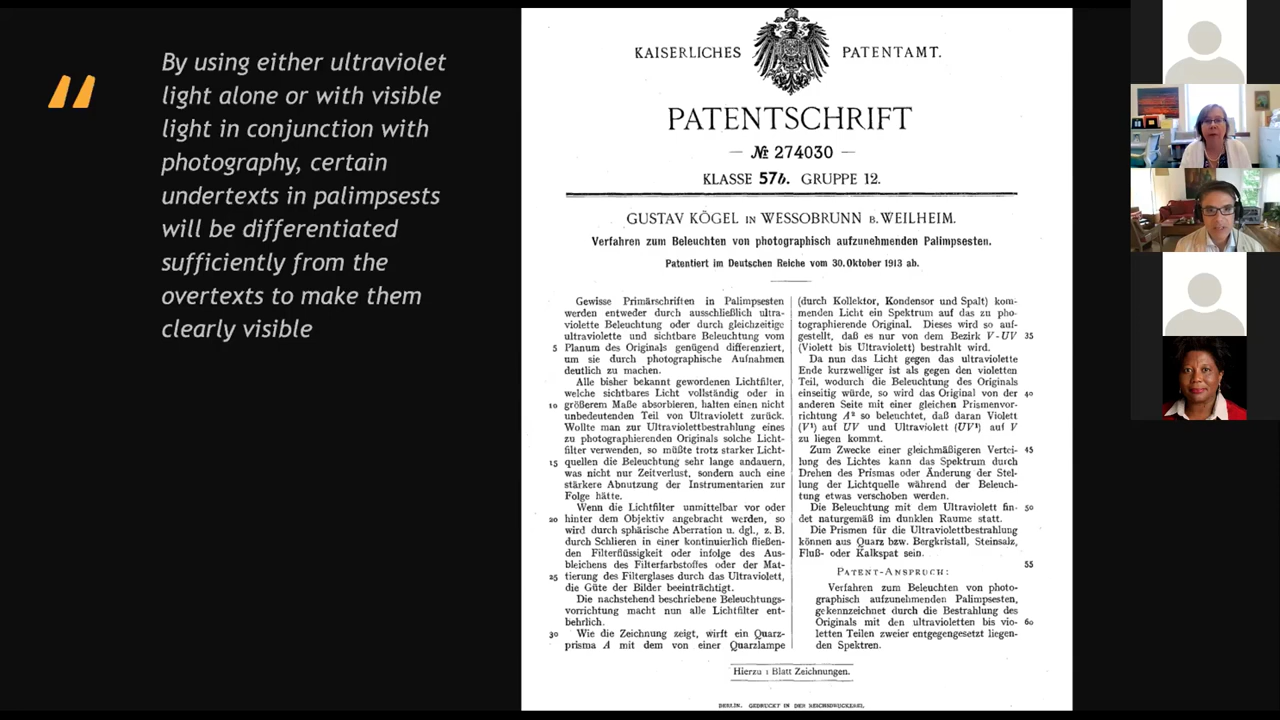 “
By using either ultraviolet
light alone or with visible
light in conjunction with
photography, certain
undertexts in palimpsests
will be differentiated
sufficiently from the
overtexts to make them
clearly visible
KAISERLICHES PATENTAMT.
PATENTSCHRIFT
— № 274030 —
KLASSE 57b. GRUPPE 12.
GUSTAV KÖGEL IN WESSOBRUNN B. WEILHEIM.
Verfahren zum Beleuchten von photographisch aufzunehmenden Palimpsesten.
Patentiert im Deutschen Reiche vom 30. Oktober 1913 ab.
Gewisse Primärschriften in Palimpsesten
werden entweder durch ausschließlich ultra-
violette Beleuchtung oder durch gleichzeitige
ultraviolette und sichtbare Beleuchtung vom
5 Planum des Originals genügend differenziert,
um sie durch photographische Aufnahmen
deutlich zu machen.
Alle bisher bekannt gewordenen Lichtfilter,
welche sichtbares Licht vollständig oder in
10 größerem Maße absorbieren, halten einen nicht
unbedeutenden Teil von Ultraviolett zurück.
Wollte man zur Ultraviolettbestrahlung eines
zu photographierenden Originals solche Licht-
filter verwenden, so müßte trotz starker Licht-
15 quellen die Beleuchtung sehr lange andauern,
was nicht nur Zeitverlust, sondern auch eine
stärkere Abnutzung der Instrumentarien zur
Folge hätte.
Wenn die Lichtfilter unmittelbar vor oder
20 hinter dem Objektiv angebracht werden, so
wird durch sphärische Aberration u. dgl., z. B.
durch Schlieren in einer kontinuierlich fließen-
den Filterflüssigkeit oder infolge des Aus-
bleichens des Filterfarbstoffes oder der Mat-
25 tierung des Filterglases durch das Ultraviolett,
die Güte der Bilder beeinträchtigt.
Die nachstehend beschriebene Beleuchtungs-
vorrichtung macht nun alle Lichtfilter ent-
behrlich.
30 Wie die Zeichnung zeigt, wirft ein Quarz-
prisma A mit dem von einer Quarzlampe
(durch Kollektor, Kondensor und Spalt) kom-
menden Licht ein Spektrum auf das zu pho-
tographierende Original. Dieses wird so auf-
gestellt, daß es nur von dem Bezirk V-UV 35
(Violett bis Ultraviolett) bestrahlt wird.
Da nun das Licht gegen das ultraviolette
Ende kurzwelliger ist als gegen den violetten
Teil, wodurch die Beleuchtung des Originals
einseitig würde, so wird das Original von der 40
anderen Seite mit einer gleichen Prismenvor-
richtung A² so beleuchtet, daß daran Violett
(V¹) auf UV und Ultraviolett (UV¹) auf V
zu liegen kommt.
Zum Zwecke einer gleichmäßigeren Vertei- 45
lung des Lichtes kann das Spektrum durch
Drehen des Prismas oder Änderung der Stel-
lung der Lichtquelle während der Beleuch-
tung etwas verschoben werden.
Die Beleuchtung mit dem Ultraviolett fin- 50
det naturgemäß im dunklen Raume statt.
Die Prismen für die Ultraviolettbestrahlung
können aus Quarz bzw. Bergkristall, Steinsalz,
Fluß- oder Kalkspat sein.
55
PATENT-ANSPRUCH:
Verfahren zum Beleuchten von photo-
graphisch aufzunehmenden Palimpsesten,
gekennzeichnet durch die Bestrahlung des
Originals mit den ultravioletten bis vio- 60
letten Teilen zweier entgegengesetzt liegen-
den Spektren.
Hierzu 1 Blatt Zeichnungen.
BERLIN. GEDRUCKT IN DER REICHSDRUCKEREI.